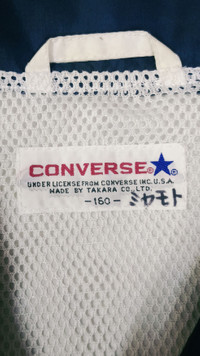 CONVERSE®★
UNDER LICENSE FROM CONVERSE INC. U.S.A.
MADE BY TAKARA CO., LTD.
-160- ミヤモト